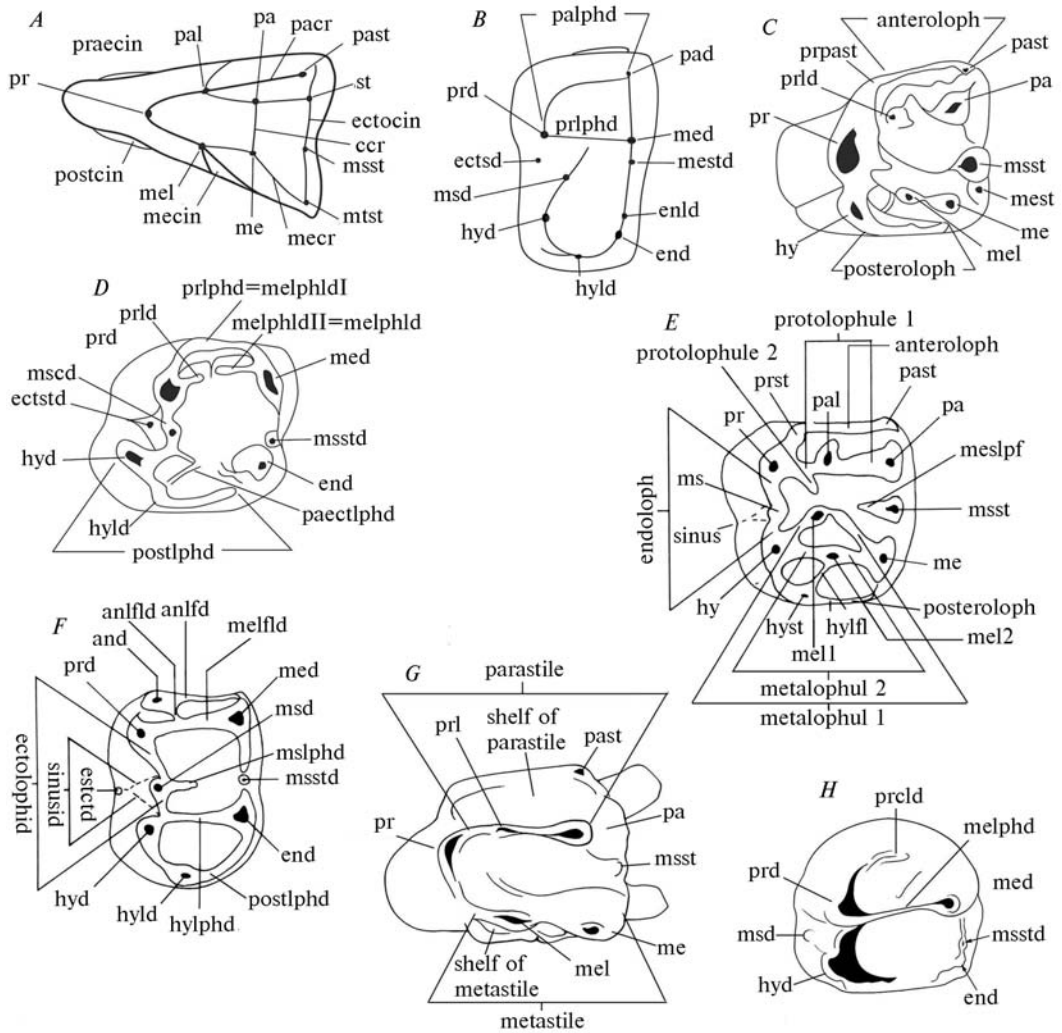 A
praecin
pr
pal
pa
pacr
past
st
ectocin
ccr
msst
mtst
mecr
me
mecin
mel
postcin
B
palphd
pad
prd
prlphd
med
ectsd
mestd
msd
enld
hyd
end
hyld
C
anteroloph
prpast
past
prld
pa
pr
msst
mest
me
hy
mel
posteroloph
D
prlphd=melphldI
prld
melphldII=melphld
prd
med
mscd
ectstd
msstd
hyd
end
paectlphd
hyld
postlphd
E
protolophule 1
protolophule 2
anteroloph
prst
past
pal
pr
pa
meslpf
ms
msst
endoloph
sinus
me
hy
posteroloph
hyst
hylfl
mel2
mel1
metalophul 2
metalophul 1
F
anlfld
anlfd
and
melfld
prd
med
msd
mslphd
msstd
ectolophid
sinusid
estctd
end
hyd
postlphd
hyld
hylphd
G
parastile
shelf of
parastile
prl
past
pr
pa
msst
me
shelf of
metastile
mel
metastile
H
prcld
melphd
prd
med
msd
msstd
hyd
end